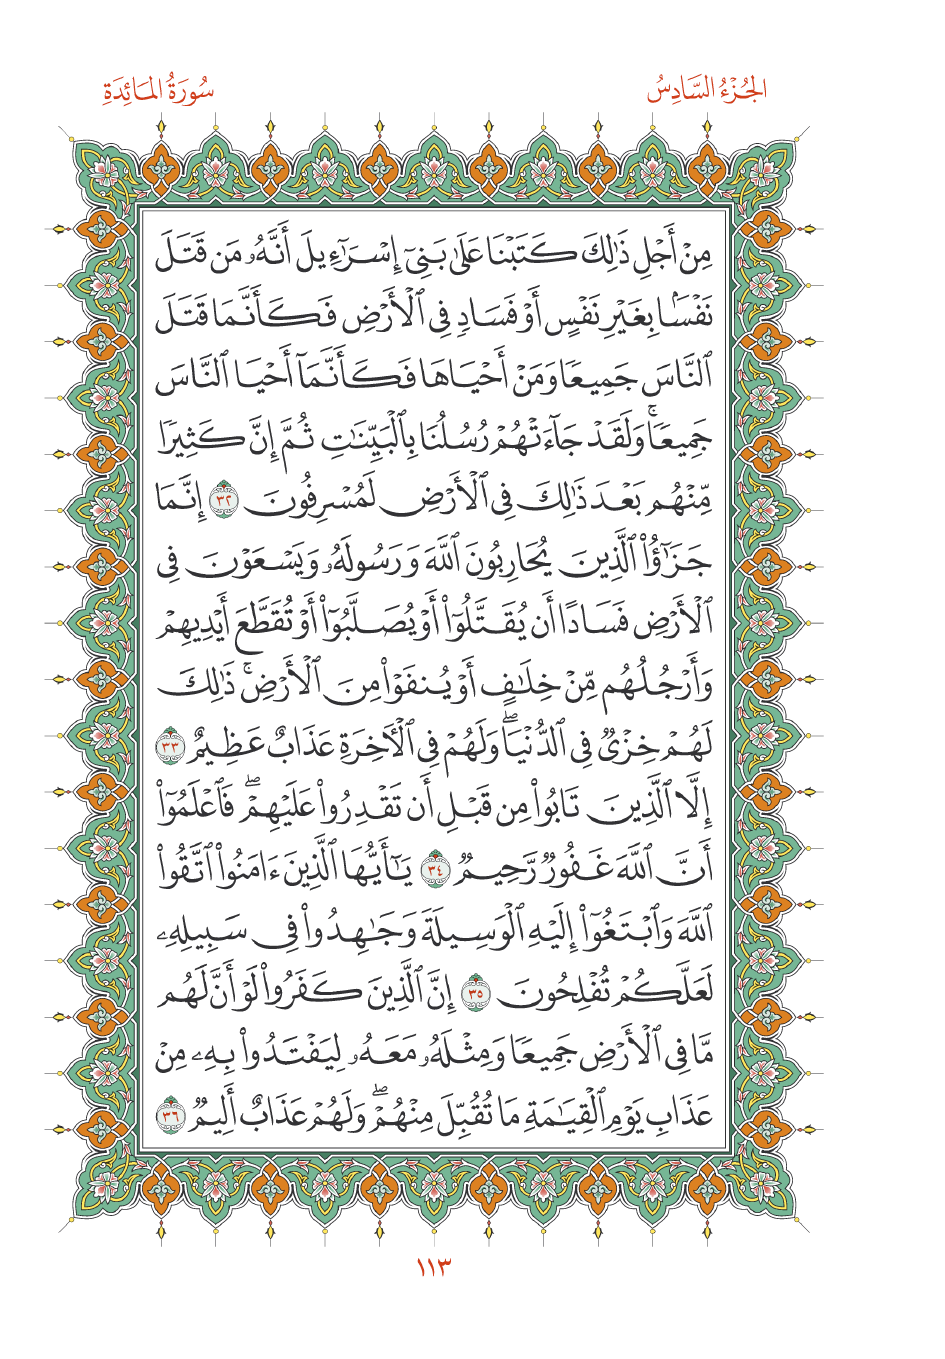 الجُزْءُ السَّادِسُ
سُورَةُ المَائِدَةِ
مِنْ أَجْلِ ذَٰلِكَ كَتَبْنَا عَلَىٰ بَنِىٓ إِسْرَٰٓءِيلَ أَنَّهُۥ مَن قَتَلَ
نَفْسَۢا بِغَيْرِ نَفْسٍ أَوْ فَسَادٍ فِى ٱلْأَرْضِ فَكَأَنَّمَا قَتَلَ
ٱلنَّاسَ جَمِيعًا وَمَنْ أَحْيَاهَا فَكَأَنَّمَآ أَحْيَا ٱلنَّاسَ
جَمِيعًاۚ وَلَقَدْ جَآءَتْهُمْ رُسُلُنَا بِٱلْبَيِّنَٰتِ ثُمَّ إِنَّ كَثِيرًا
مِّنْهُم بَعْدَ ذَٰلِكَ فِى ٱلْأَرْضِ لَمُسْرِفُونَ ٣٢ إِنَّمَا
جَزَٰٓؤُا۟ ٱلَّذِينَ يُحَارِبُونَ ٱللَّهَ وَرَسُولَهُۥ وَيَسْعَوْنَ فِى
ٱلْأَرْضِ فَسَادًا أَن يُقَتَّلُوٓا۟ أَوْ يُصَلَّبُوٓا۟ أَوْ تُقَطَّعَ أَيْدِيهِمْ
وَأَرْجُلُهُم مِّنْ خِلَٰفٍ أَوْ يُنفَوْا۟ مِنَ ٱلْأَرْضِۚ ذَٰلِكَ
لَهُمْ خِزْىٌ فِى ٱلدُّنْيَاۖ وَلَهُمْ فِى ٱلْـَٔاخِرَةِ عَذَابٌ عَظِيمٌ ٣٣
إِلَّا ٱلَّذِينَ تَابُوا۟ مِن قَبْلِ أَن تَقْدِرُوا۟ عَلَيْهِمْۖ فَٱعْلَمُوٓا۟
أَنَّ ٱللَّهَ غَفُورٌ رَّحِيمٌ ٣٤ يَٰٓأَيُّهَا ٱلَّذِينَ ءَامَنُوا۟ ٱتَّقُوا۟
ٱللَّهَ وَٱبْتَغُوٓا۟ إِلَيْهِ ٱلْوَسِيلَةَ وَجَٰهِدُوا۟ فِى سَبِيلِهِۦ
لَعَلَّكُمْ تُفْلِحُونَ ٣٥ إِنَّ ٱلَّذِينَ كَفَرُوا۟ لَوْ أَنَّ لَهُم
مَّا فِى ٱلْأَرْضِ جَمِيعًا وَمِثْلَهُۥ مَعَهُۥ لِيَفْتَدُوا۟ بِهِۦ مِنْ
عَذَابِ يَوْمِ ٱلْقِيَٰمَةِ مَا تُقُبِّلَ مِنْهُمْۖ وَلَهُمْ عَذَابٌ أَلِيمٌ ٣٦
١١٣